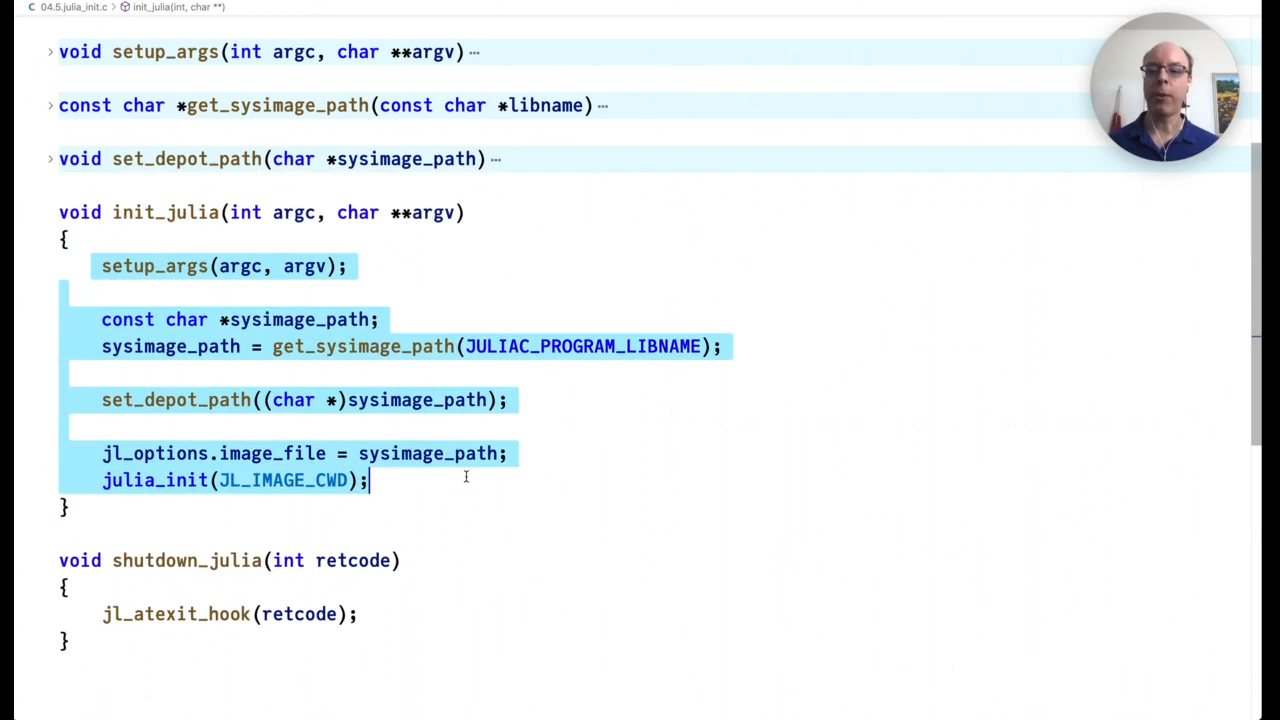 C 04.5.julia_init.c > init_julia(int, char **)
> void setup_args(int argc, char **argv) ⋯
> const char *get_sysimage_path(const char *libname) ⋯
> void set_depot_path(char *sysimage_path) ⋯
void init_julia(int argc, char **argv)
{
setup_args(argc, argv);
const char *sysimage_path;
sysimage_path = get_sysimage_path(JULIAC_PROGRAM_LIBNAME);
set_depot_path((char *)sysimage_path);
jl_options.image_file = sysimage_path;
julia_init(JL_IMAGE_CWD);
}
void shutdown_julia(int retcode)
{
jl_atexit_hook(retcode);
}